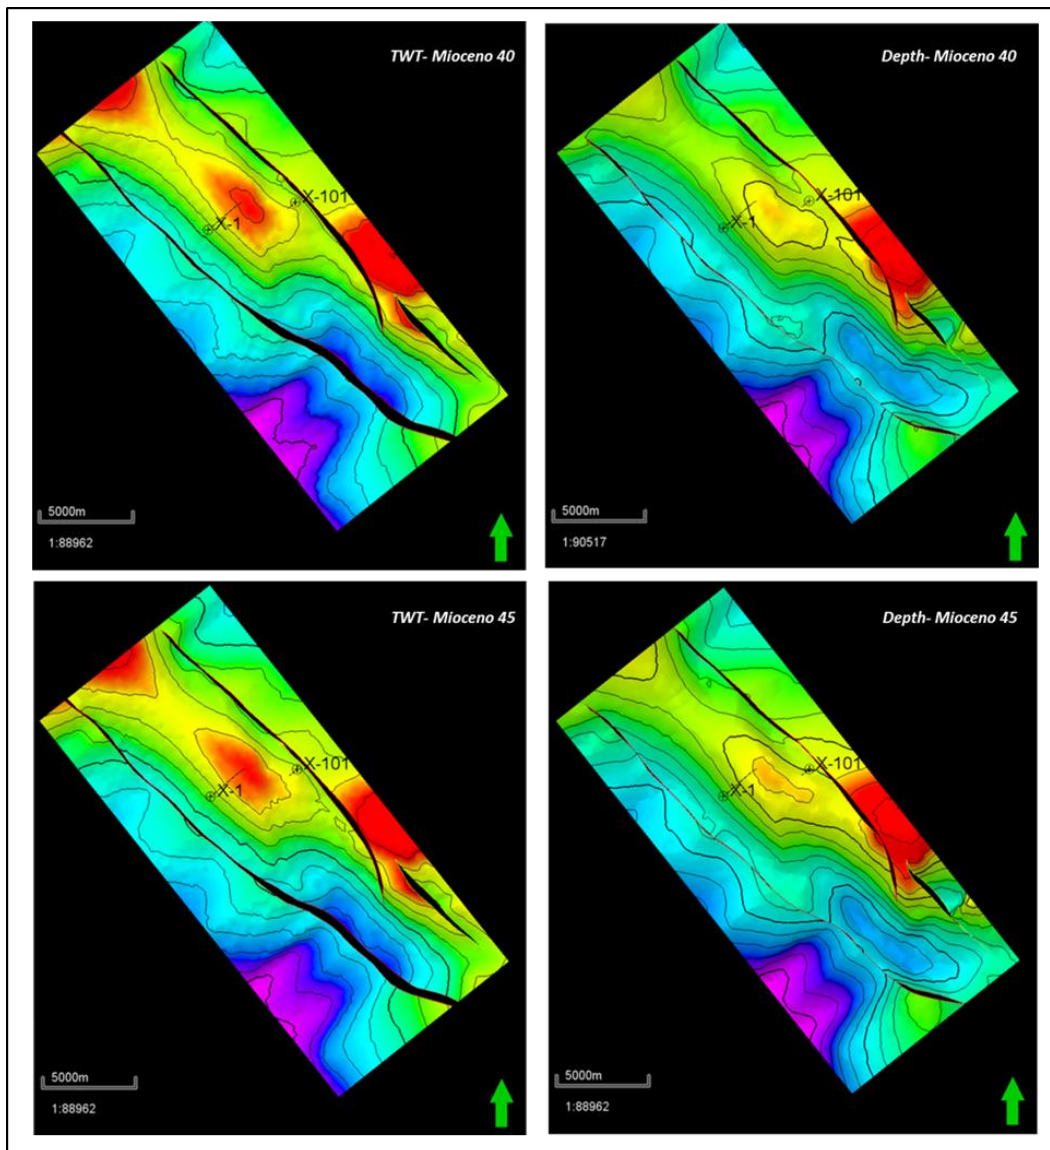 TWT- Mioceno 40
X-101
X-1
5000m
1:88962
Depth- Mioceno 40
X-101
X-1
5000m
1:90517
TWT- Mioceno 45
X-101
X-1
5000m
1:88962
Depth- Mioceno 45
X-101
X-1
5000m
1:88962